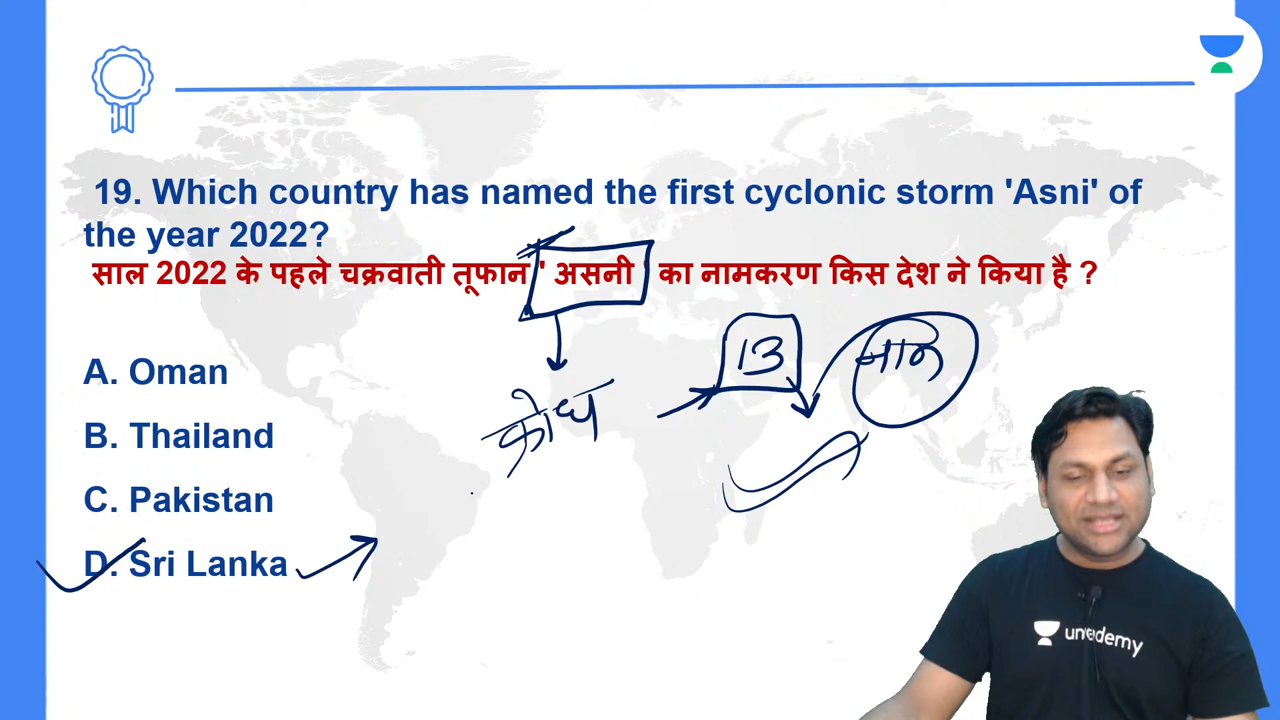 19. Which country has named the first cyclonic storm 'Asni' of
the year 2022?
साल 2022 के पहले चक्रवाती तूफान ' असनी ' का नामकरण किस देश ने किया है ?
13
नाम
A. Oman
क्रोध
B. Thailand
C. Pakistan
D. Sri Lanka
unacademy